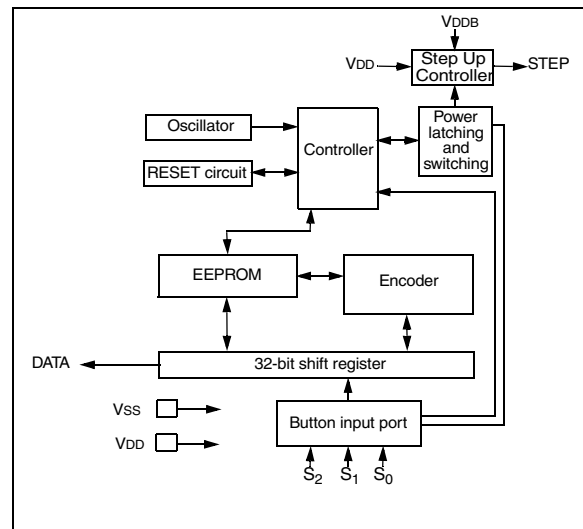 VDDB
VDD
Step Up
Controller
STEP
Oscillator
Controller
Power
latching
and
switching
RESET circuit
EEPROM
Encoder
DATA
32-bit shift register
VSS
Button input port
VDD
S2 S1 S0